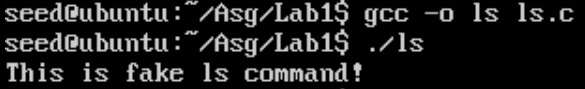 seed@ubuntu:~/Asg/Lab1$ gcc -o ls ls.c
seed@ubuntu:~/Asg/Lab1$ ./ls
This is fake ls command!